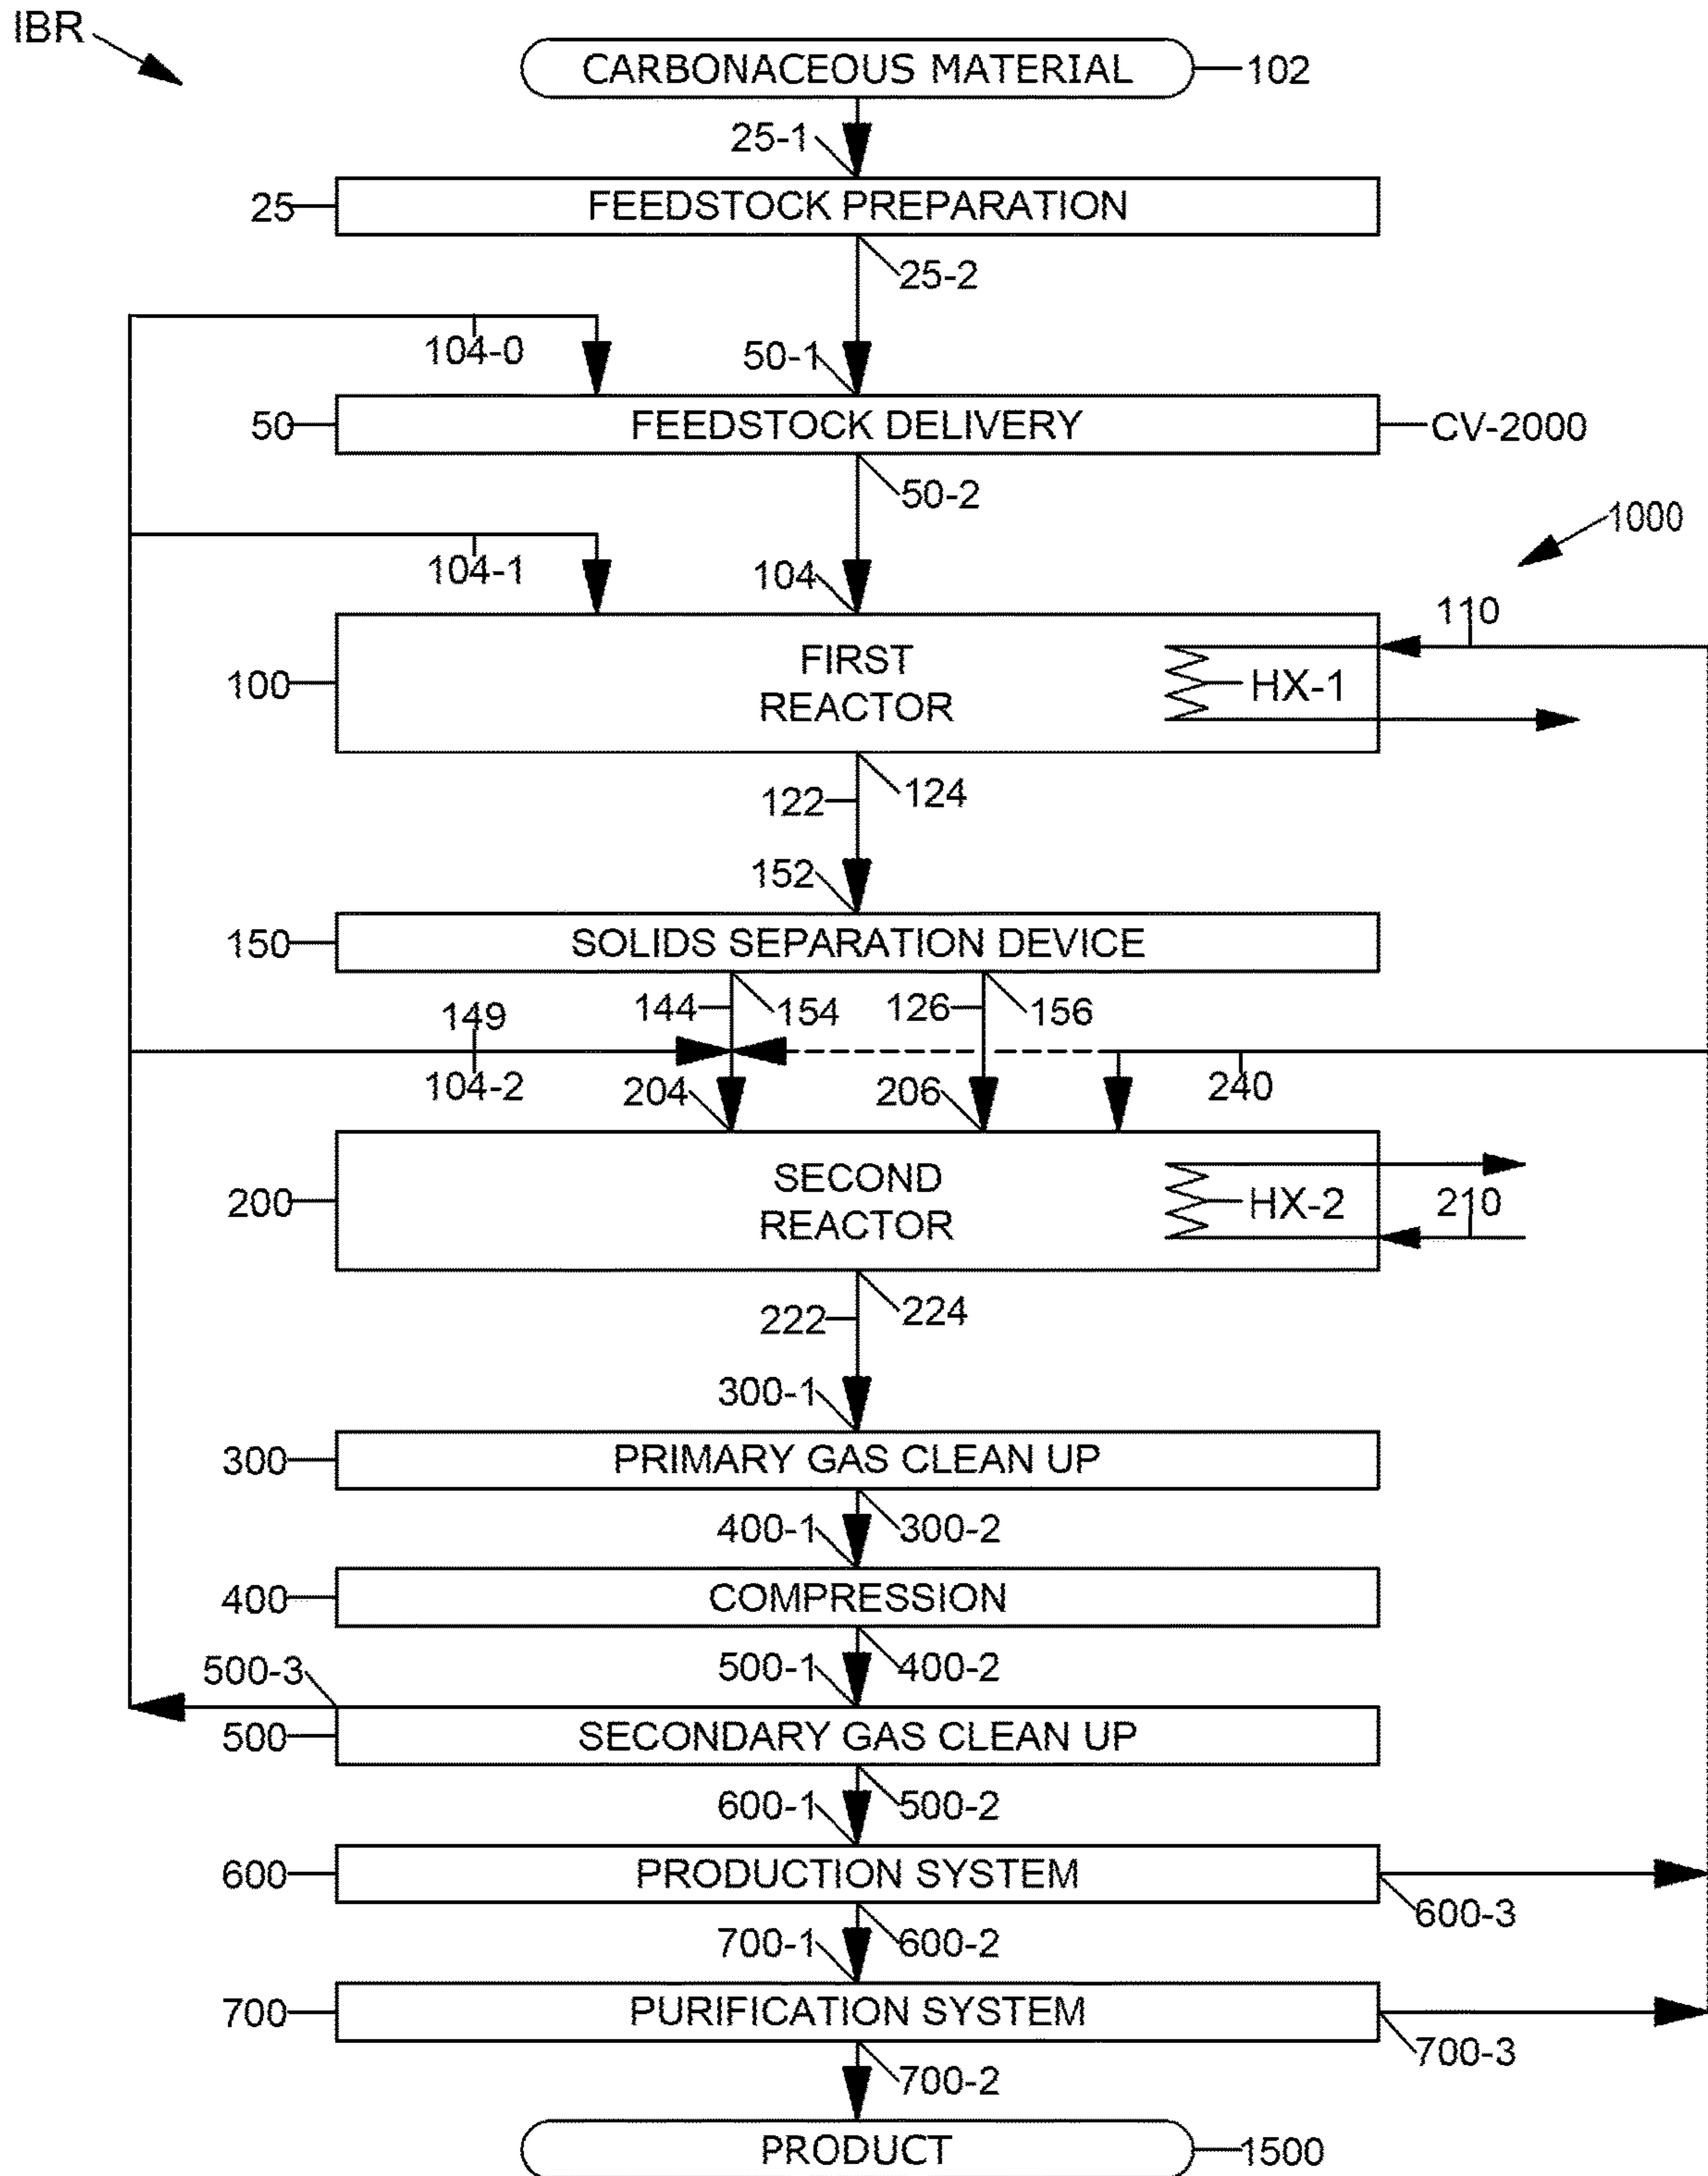 IBR
CARBONACEOUS MATERIAL
102
25-1
25
FEEDSTOCK PREPARATION
25-2
104-0
50-1
50
FEEDSTOCK DELIVERY
CV-2000
50-2
1000
104-1
104
110
100
FIRST
REACTOR
HX-1
122
124
152
150
SOLIDS SEPARATION DEVICE
149
144
154
126
156
104-2
204
206
240
200
SECOND
REACTOR
HX-2
210
222
224
300-1
300
PRIMARY GAS CLEAN UP
400-1
300-2
400
COMPRESSION
500-3
500-1
400-2
500
SECONDARY GAS CLEAN UP
600-1
500-2
600
PRODUCTION SYSTEM
600-3
700-1
600-2
700
PURIFICATION SYSTEM
700-3
700-2
PRODUCT
1500